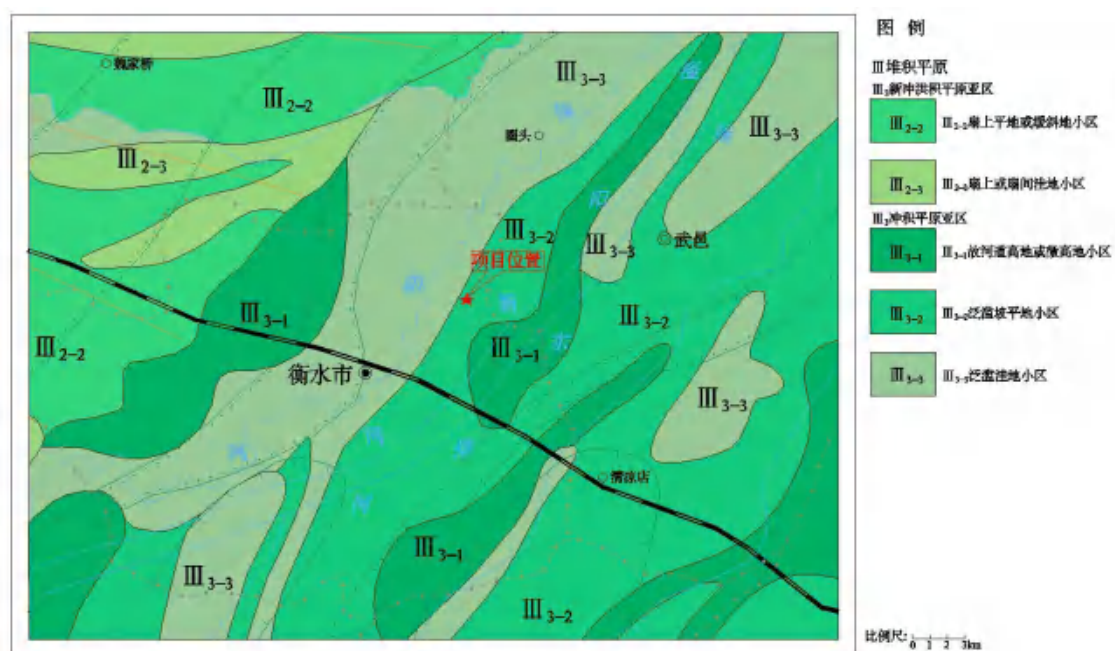 图 例
Ⅲ堆积平原
Ⅲ₃新冲洪积平原亚区
Ⅲ2-2
Ⅲ2-2扇上平地或缓斜地小区
Ⅲ2-3
Ⅲ2-3扇上或扇间洼地小区
Ⅲ3冲积平原亚区
Ⅲ3-1
Ⅲ3-1故河道高地或微高地小区
Ⅲ3-2
Ⅲ3-2泛滥坡平地小区
Ⅲ3-3
Ⅲ3-3泛滥洼地小区
魏家桥
Ⅲ2-2
Ⅲ3-3
圈头
Ⅲ3-3
Ⅲ2-3
Ⅲ3-2
Ⅲ3-3
武邑
项目位置
Ⅲ3-1
Ⅲ3-2
Ⅲ2-2
Ⅲ3-1
衡水市
Ⅲ3-3
清凉店
Ⅲ3-1
Ⅲ3-3
Ⅲ3-2
比例尺:
0 1 2 3km